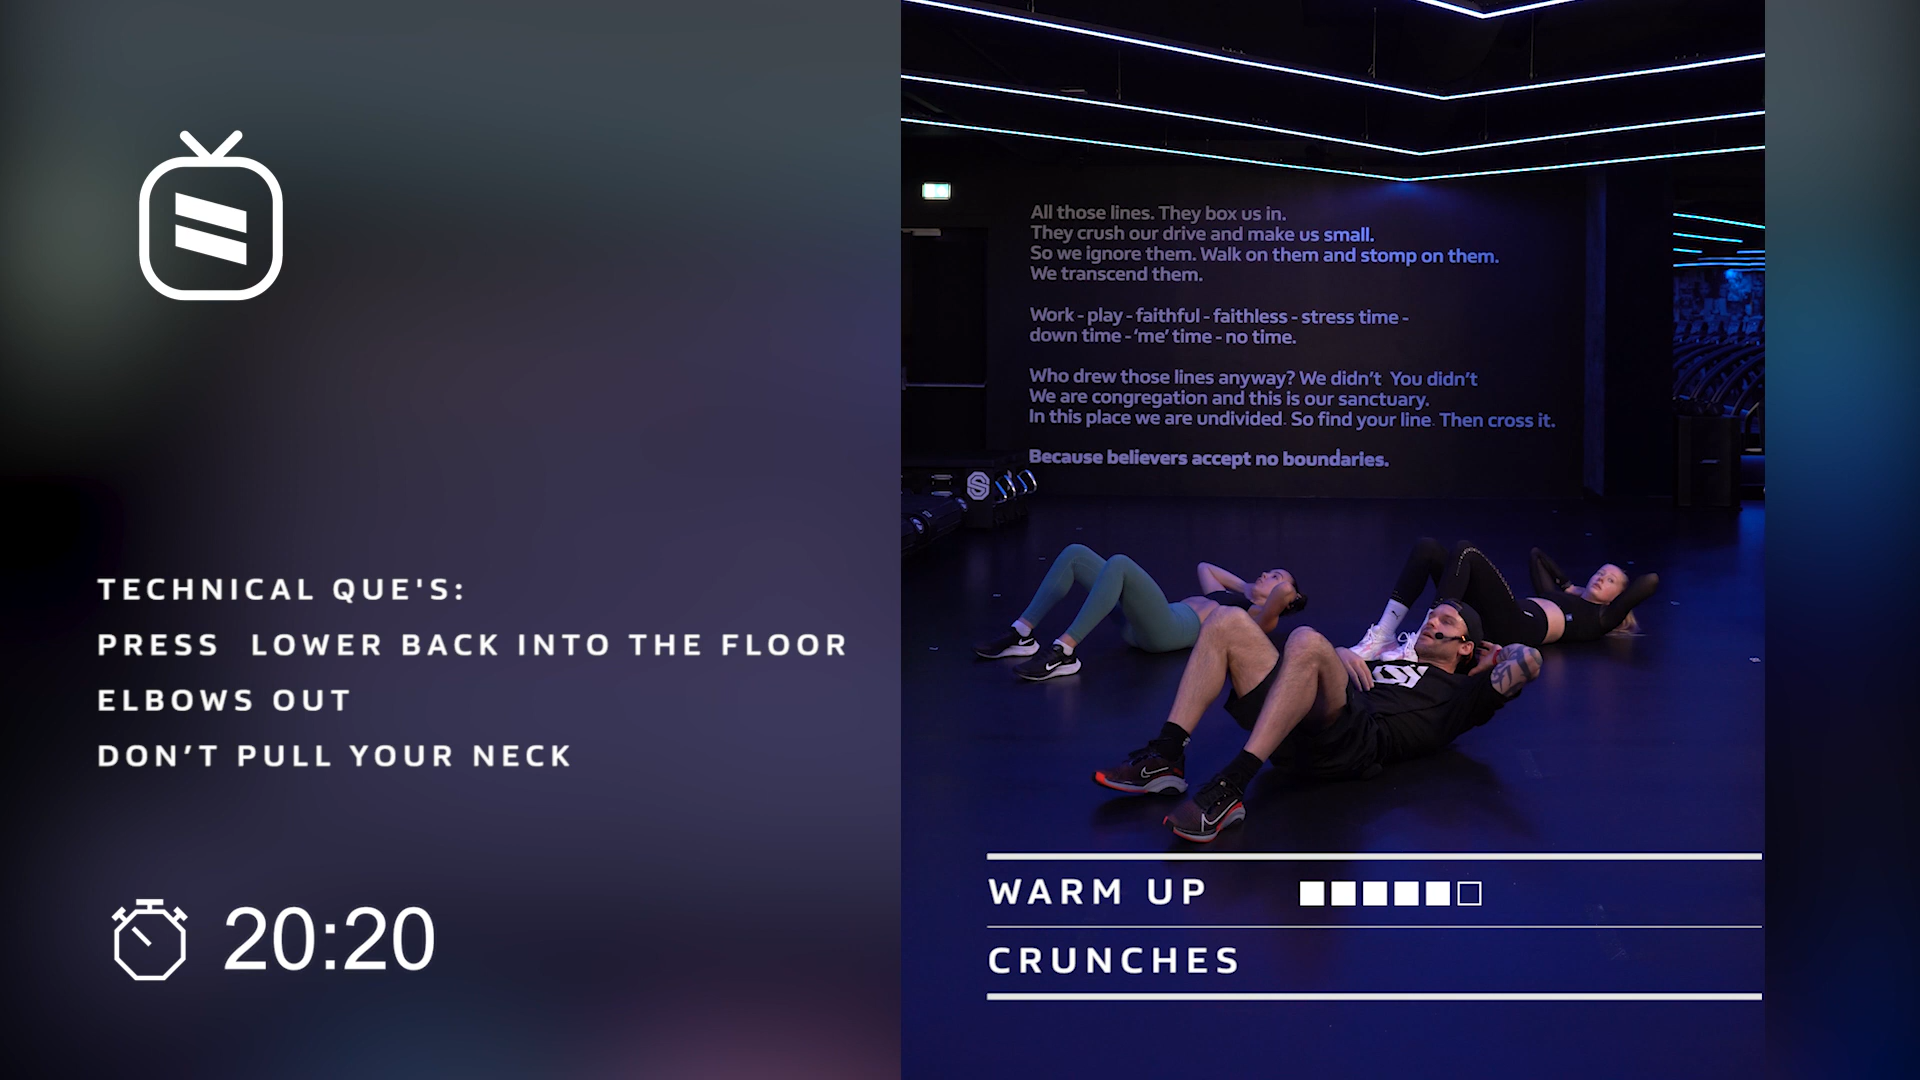 TECHNICAL QUE'S:
PRESS  LOWER BACK INTO THE FLOOR
ELBOWS OUT
DON’T PULL YOUR NECK
20:20
All those lines. They box us in.
They crush our drive and make us small.
So we ignore them. Walk on them and stomp on them.
We transcend them.
Work - play - faithful - faithless - stress time -
down time - ‘me’ time - no time.
Who drew those lines anyway? We didn’t  You didn’t
We are congregation and this is our sanctuary.
In this place we are undivided. So find your line. Then cross it.
Because believers accept no boundaries.
WARM UP
CRUNCHES